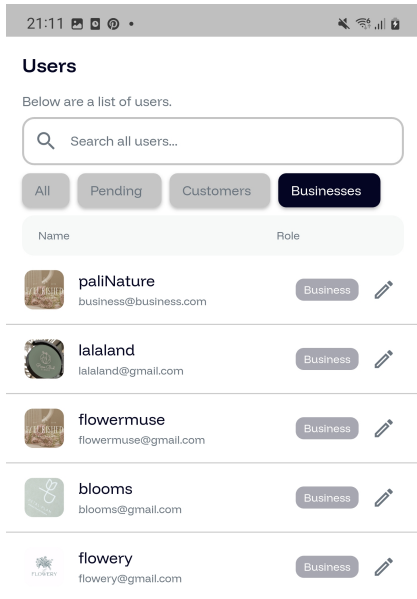 21:11
Users
Below are a list of users.
Search all users...
All Pending Customers Businesses
Name Role
paliNature
business@business.com
Business
lalaland
lalaland@gmail.com
Business
flowermuse
flowermuse@gmail.com
Business
blooms
blooms@gmail.com
Business
FLOWERY
flowery
flowery@gmail.com
Business